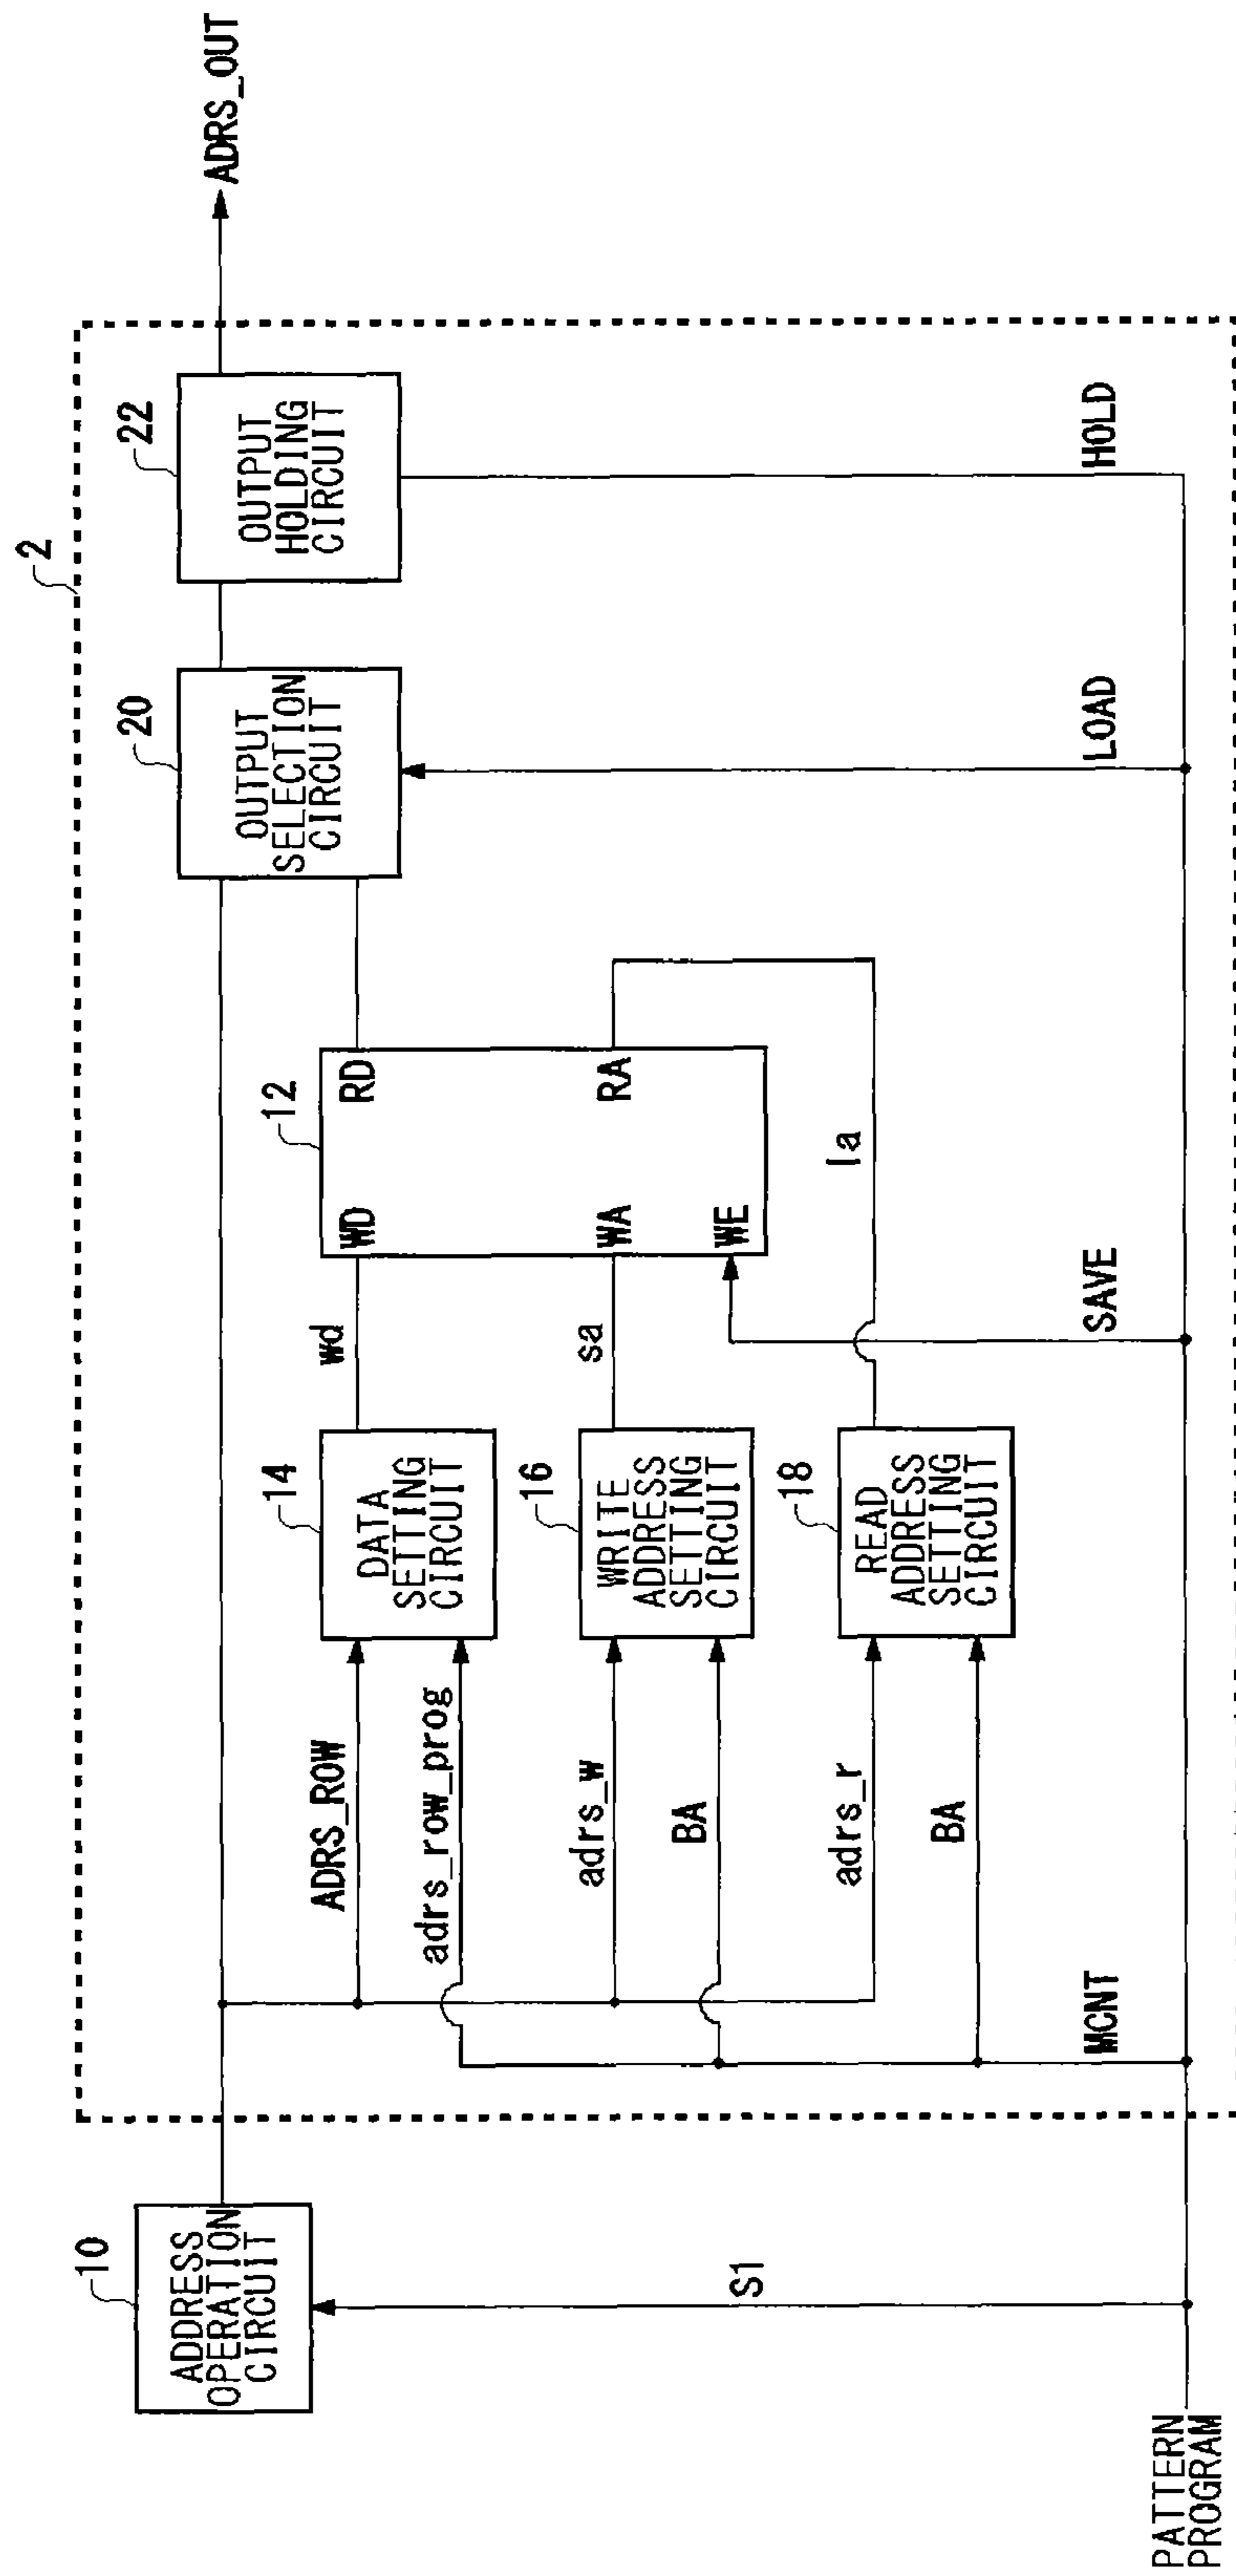 2
10
ADDRESS
OPERATION
CIRCUIT
S1
PATTERN
PROGRAM
ADRS_ROW
adrs_row_prog
adrs_w
BA
adrs_r
BA
MCNT
14
DATA
SETTING
CIRCUIT
16
WRITE
ADDRESS
SETTING
CIRCUIT
18
READ
ADDRESS
SETTING
CIRCUIT
wd
sa
la
SAVE
12
WD
RD
WA
RA
WE
20
OUTPUT
SELECTION
CIRCUIT
LOAD
22
OUTPUT
HOLDING
CIRCUIT
HOLD
ADRS_OUT